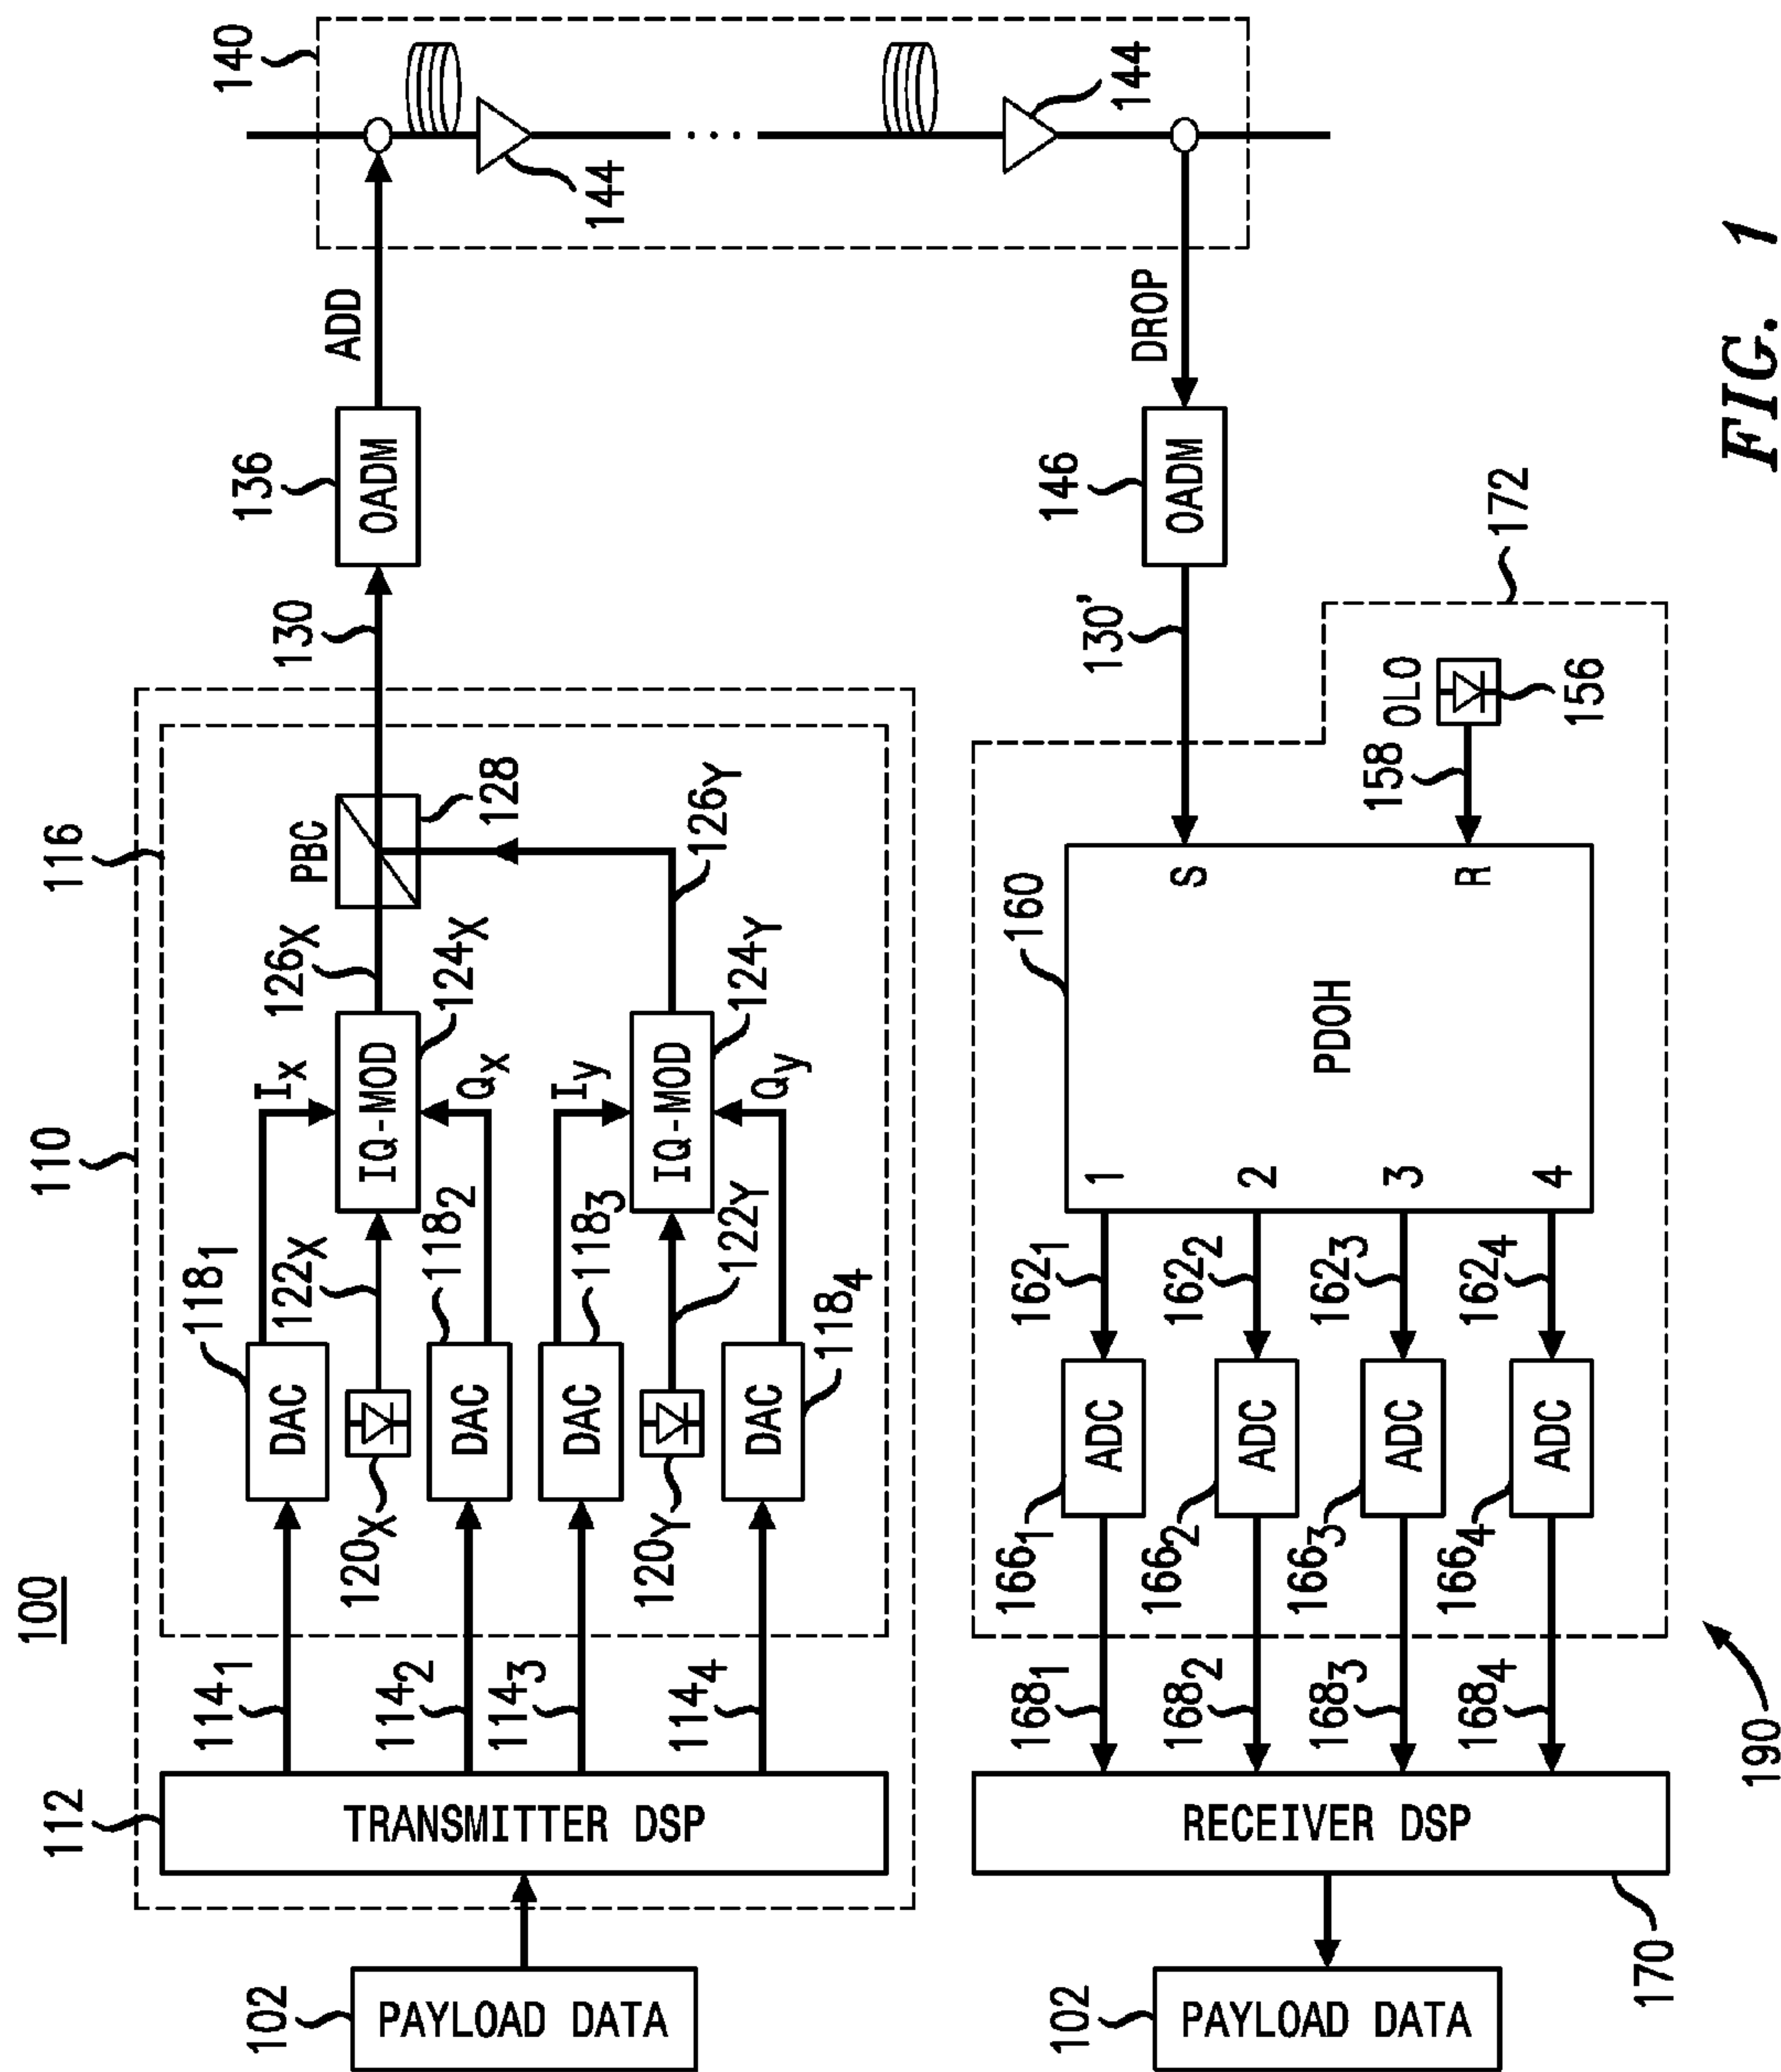 100
110
116
112
102
PAYLOAD DATA
TRANSMITTER DSP
114₁
114₂
114₃
114₄
118₁
DAC
120X
122X
DAC
118₂
DAC
118₃
120Y
122Y
DAC
118₄
Ix
IQ-MOD
124X
Qx
Iy
IQ-MOD
124Y
Qy
126X
126Y
PBC
128
130
136
OADM
ADD
140
144
144
DROP
146
OADM
130'
172
OLO
156
158
160
PDOH
S
R
1
2
3
4
162₁
162₂
162₃
162₄
ADC
ADC
ADC
ADC
166₁
166₂
166₃
166₄
168₁
168₂
168₃
168₄
RECEIVER DSP
170
102
PAYLOAD DATA
190
FIG. 1